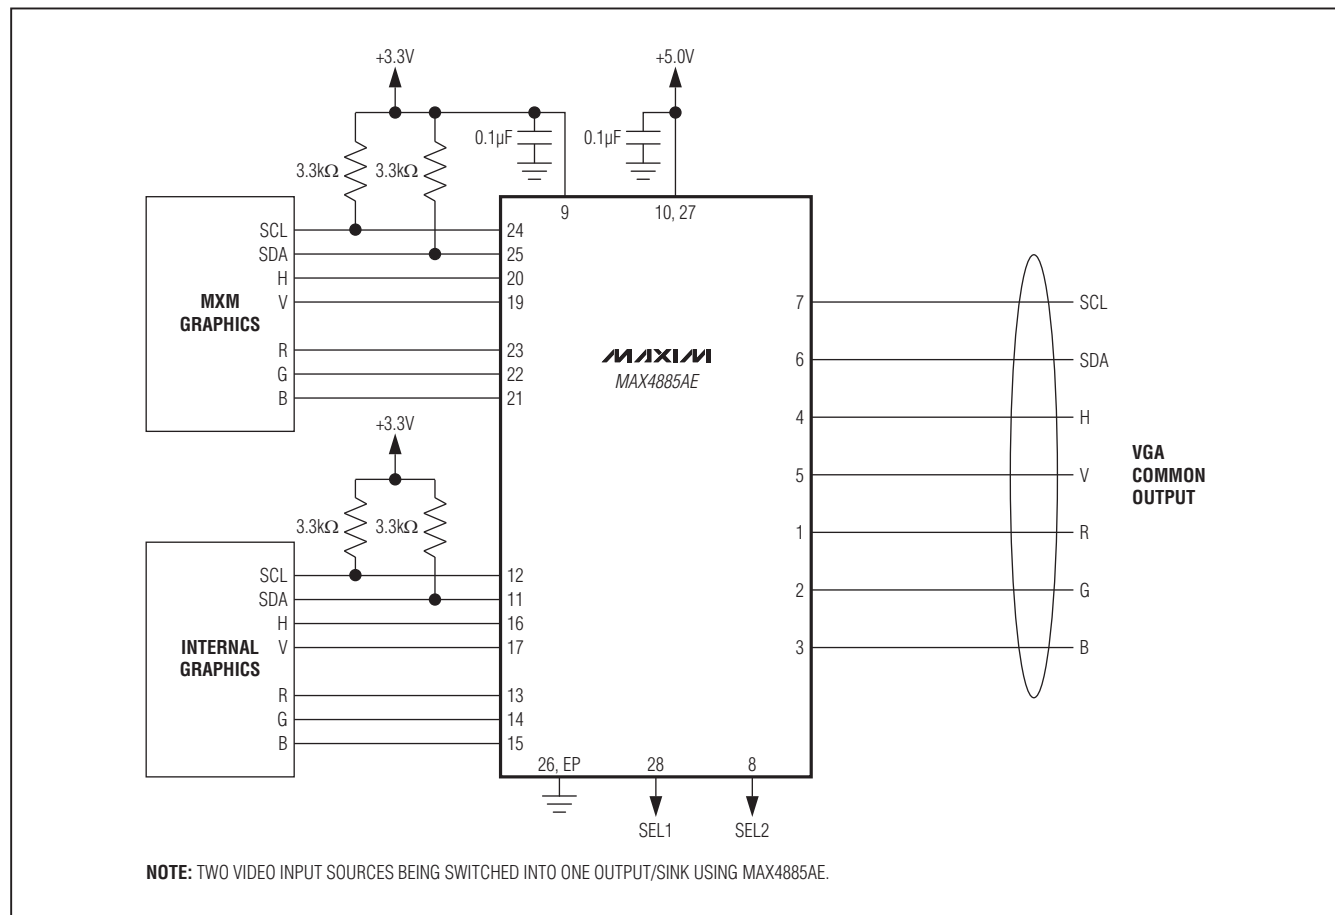 +3.3V
+5.0V
0.1µF
0.1µF
3.3kΩ
3.3kΩ
9
10, 27
MXM
GRAPHICS
SCL
SDA
H
V
R
G
B
24
25
20
19
23
22
21
MAXIM
MAX4885AE
+3.3V
3.3kΩ
3.3kΩ
INTERNAL
GRAPHICS
SCL
SDA
H
V
R
G
B
12
11
16
17
13
14
15
7
6
4
5
1
2
3
SCL
SDA
H
V
R
G
B
VGA
COMMON
OUTPUT
26, EP
28
8
SEL1
SEL2
NOTE: TWO VIDEO INPUT SOURCES BEING SWITCHED INTO ONE OUTPUT/SINK USING MAX4885AE.